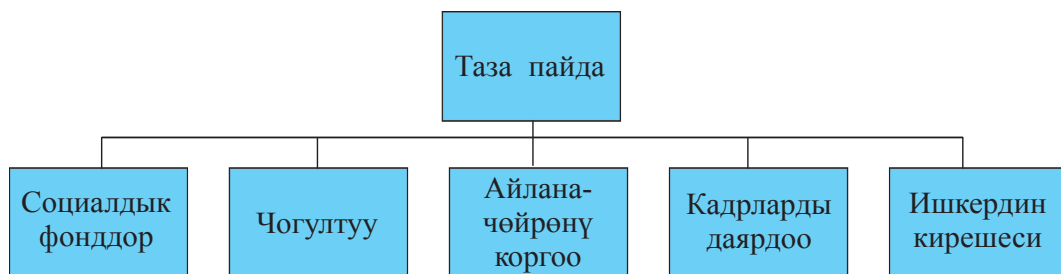 Таза пайда
Социалдык
фонддор
Чогултуу
Айлана-
чөйрөнү
коргоо
Кадрларды
даярдоо
Ишкердин
кирешеси